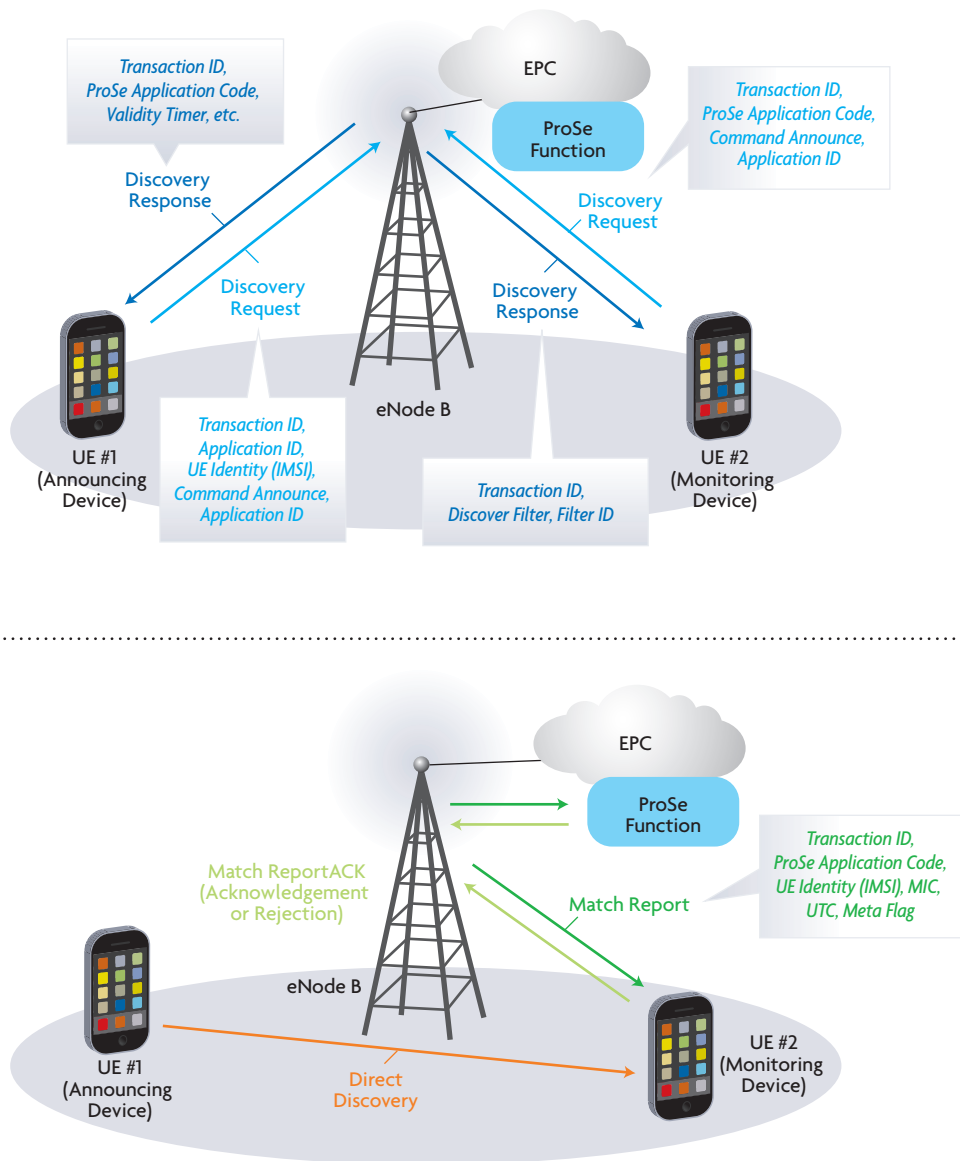 Transaction ID,
ProSe Application Code,
Validity Timer, etc.
EPC
ProSe
Function
Transaction ID,
ProSe Application Code,
Command Announce,
Application ID
Discovery
Response
Discovery
Request
Discovery
Request
Discovery
Response
eNode B
UE #1
(Announcing
Device)
UE #2
(Monitoring
Device)
Transaction ID,
Application ID,
UE Identity (IMSI),
Command Announce,
Application ID
Transaction ID,
Discover Filter, Filter ID
EPC
ProSe
Function
Transaction ID,
ProSe Application Code,
UE Identity (IMSI), MIC,
UTC, Meta Flag
Match ReportACK
(Acknowledgement
or Rejection)
Match Report
eNode B
UE #1
(Announcing
Device)
UE #2
(Monitoring
Device)
Direct
Discovery